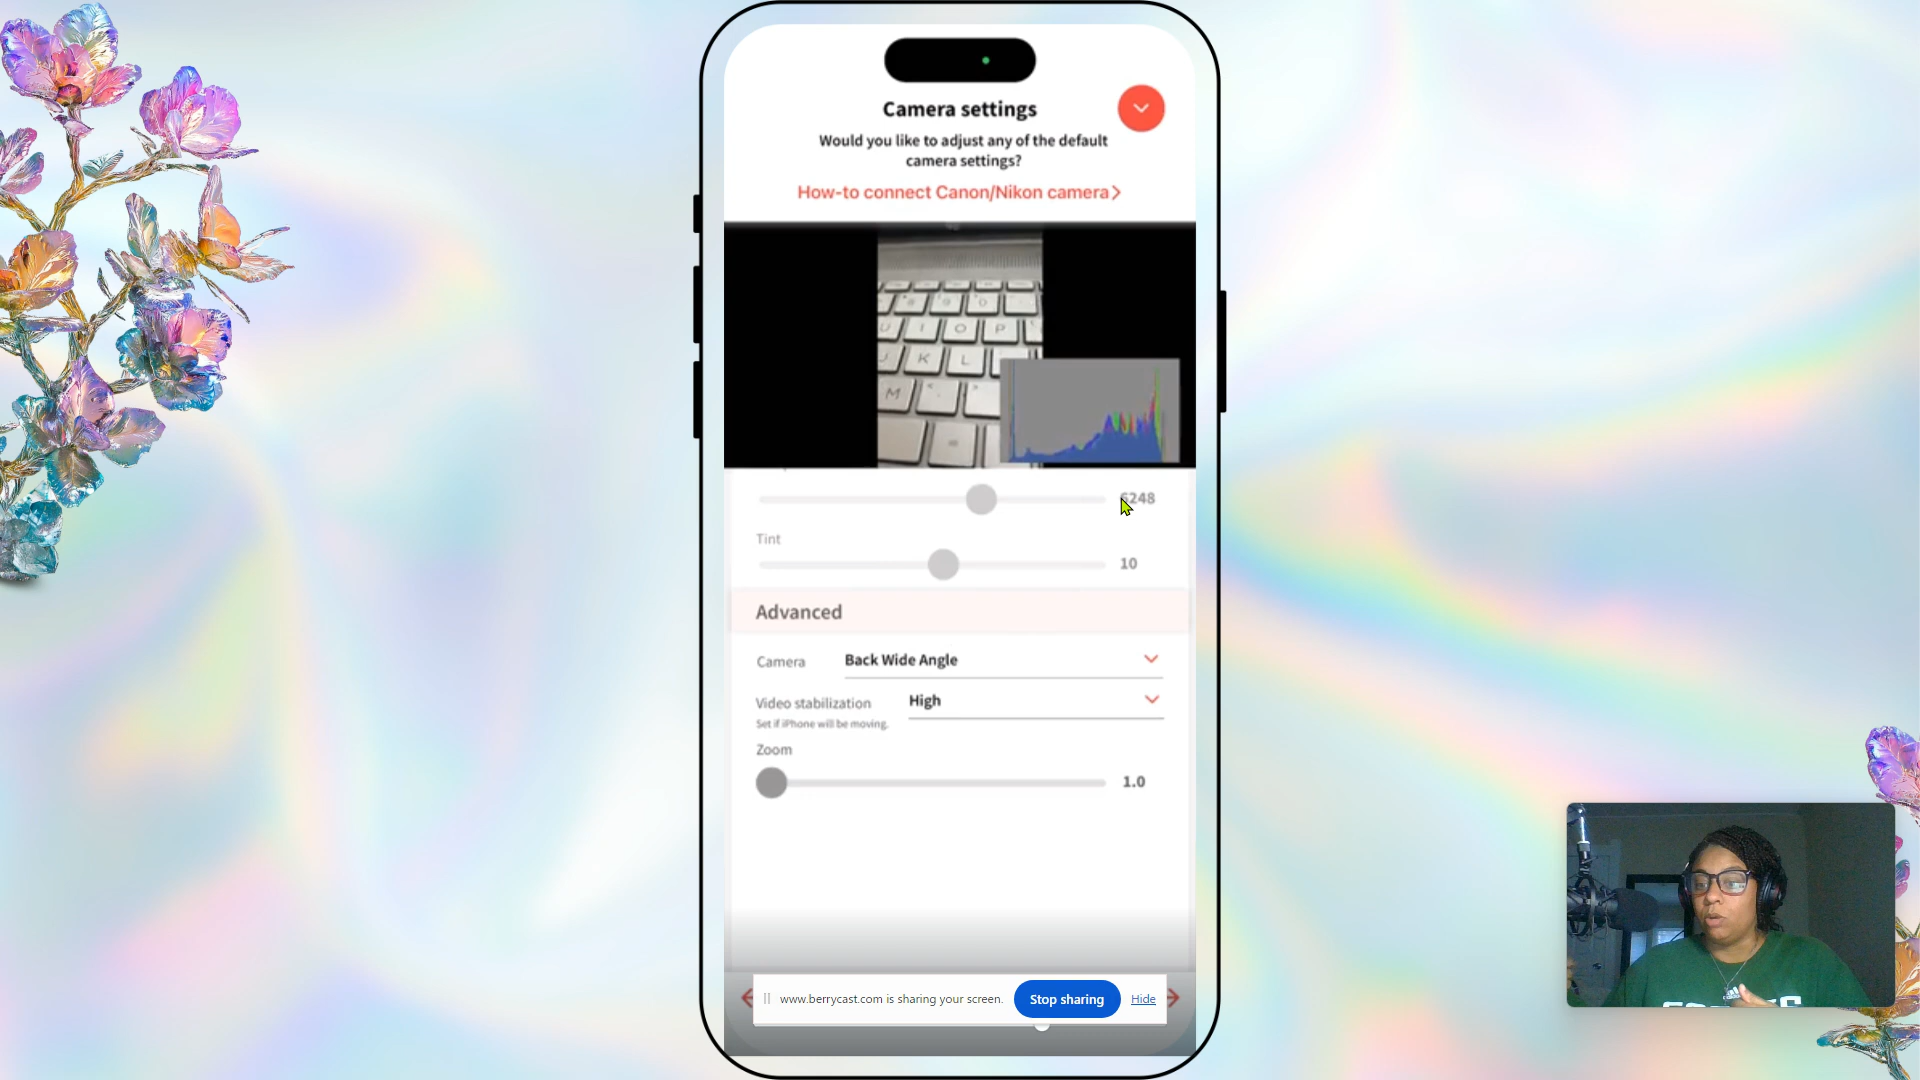 Camera settings
Would you like to adjust any of the default
camera settings?
How-to connect Canon/Nikon camera
U I O P
J K L
M
6248
Tint
10
Advanced
Camera Back Wide Angle
Video stabilization High
Set if iPhone will be moving.
Zoom
1.0
www.berrycast.com is sharing your screen. Stop sharing Hide